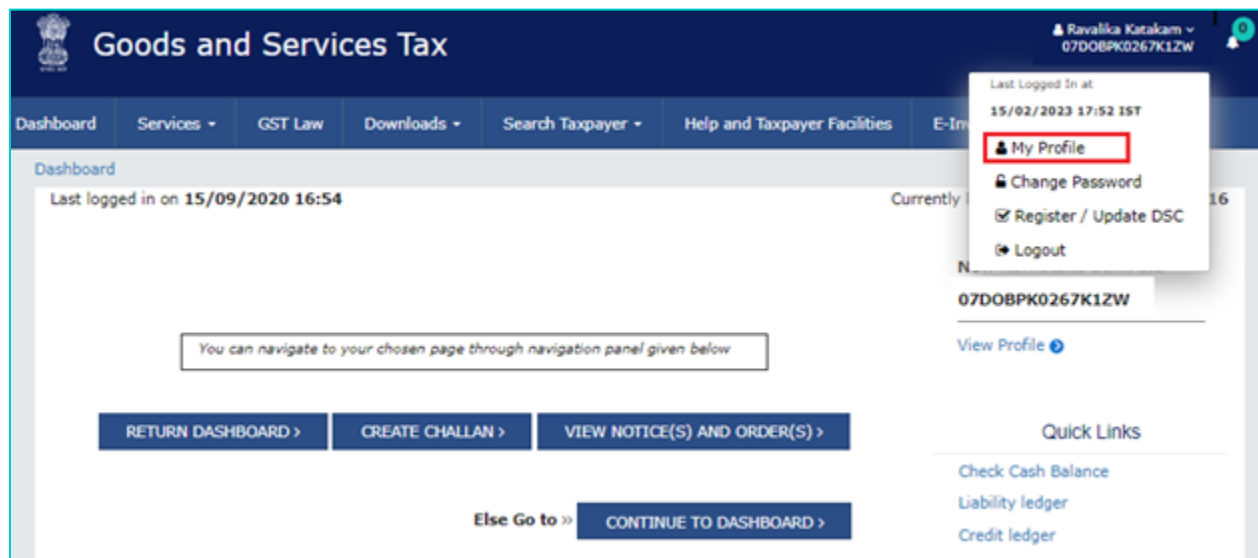 Goods and Services Tax
Ravalika Katakam
07DOBPK0267K1ZW
0
Last Logged In at
15/02/2023 17:52 IST
My Profile
Change Password
Register / Update DSC
Logout
Dashboard Services GST Law Downloads Search Taxpayer Help and Taxpayer Facilities
Dashboard
Last logged in on 15/09/2020 16:54
Currently
16
07DOBPK0267K1ZW
View Profile
You can navigate to your chosen page through navigation panel given below
RETURN DASHBOARD > CREATE CHALLAN > VIEW NOTICE(S) AND ORDER(S) >
Else Go to » CONTINUE TO DASHBOARD >
Quick Links
Check Cash Balance
Liability ledger
Credit ledger